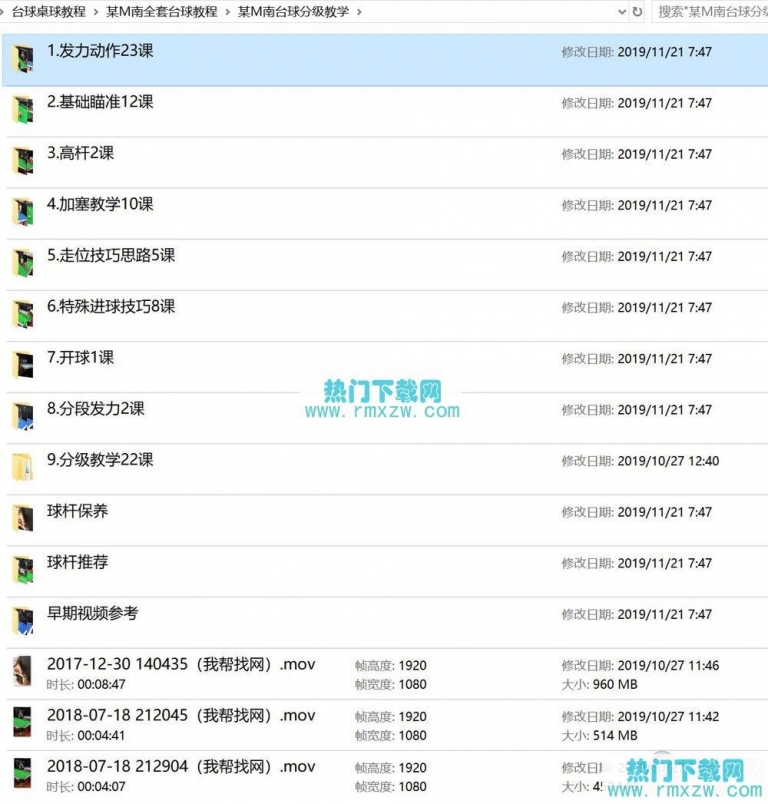 台球桌球教程 › 某M南全套台球教程 › 某M南台球分级教学 ›
搜索"某M南台球分级
1.发力动作23课 修改日期: 2019/11/21 7:47
2.基础瞄准12课 修改日期: 2019/11/21 7:47
3.高杆2课 修改日期: 2019/11/21 7:47
4.加塞教学10课 修改日期: 2019/11/21 7:47
5.走位技巧思路5课 修改日期: 2019/11/21 7:47
6.特殊进球技巧8课 修改日期: 2019/11/21 7:47
7.开球1课 修改日期: 2019/11/21 7:47
热门下载网
www.rmxzw.com
8.分段发力2课 修改日期: 2019/11/21 7:47
9.分级教学22课 修改日期: 2019/10/27 12:40
球杆保养 修改日期: 2019/11/21 7:47
球杆推荐 修改日期: 2019/11/21 7:47
早期视频参考 修改日期: 2019/11/21 7:47
2017-12-30 140435（我帮找网）.mov 帧高度: 1920 修改日期: 2019/10/27 11:46
时长: 00:08:47 帧宽度: 1080 大小: 960 MB
2018-07-18 212045（我帮找网）.mov 帧高度: 1920 修改日期: 2019/10/27 11:42
时长: 00:04:41 帧宽度: 1080 大小: 514 MB
2018-07-18 212904（我帮找网）.mov 帧高度: 1920 修改日期:
时长: 00:04:07 帧宽度: 1080 大小:
热门下载网
www.rmxzw.com